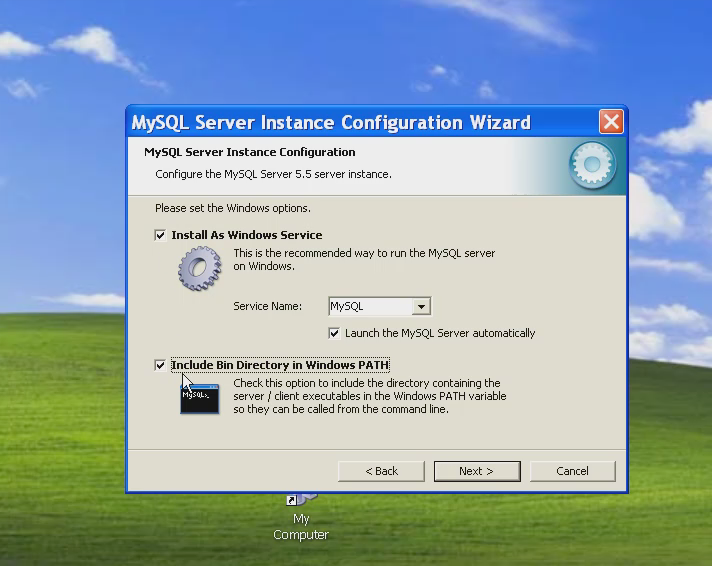 MySQL Server Instance Configuration Wizard
MySQL Server Instance Configuration
Configure the MySQL Server 5.5 server instance.
Please set the Windows options.
Install As Windows Service
This is the recommended way to run the MySQL server
on Windows.
Service Name:
MySQL
Launch the MySQL Server automatically
Include Bin Directory in Windows PATH
MySQL>_
Check this option to include the directory containing the
server / client executables in the Windows PATH variable
so they can be called from the command line.
< Back
Next >
Cancel
My
Computer